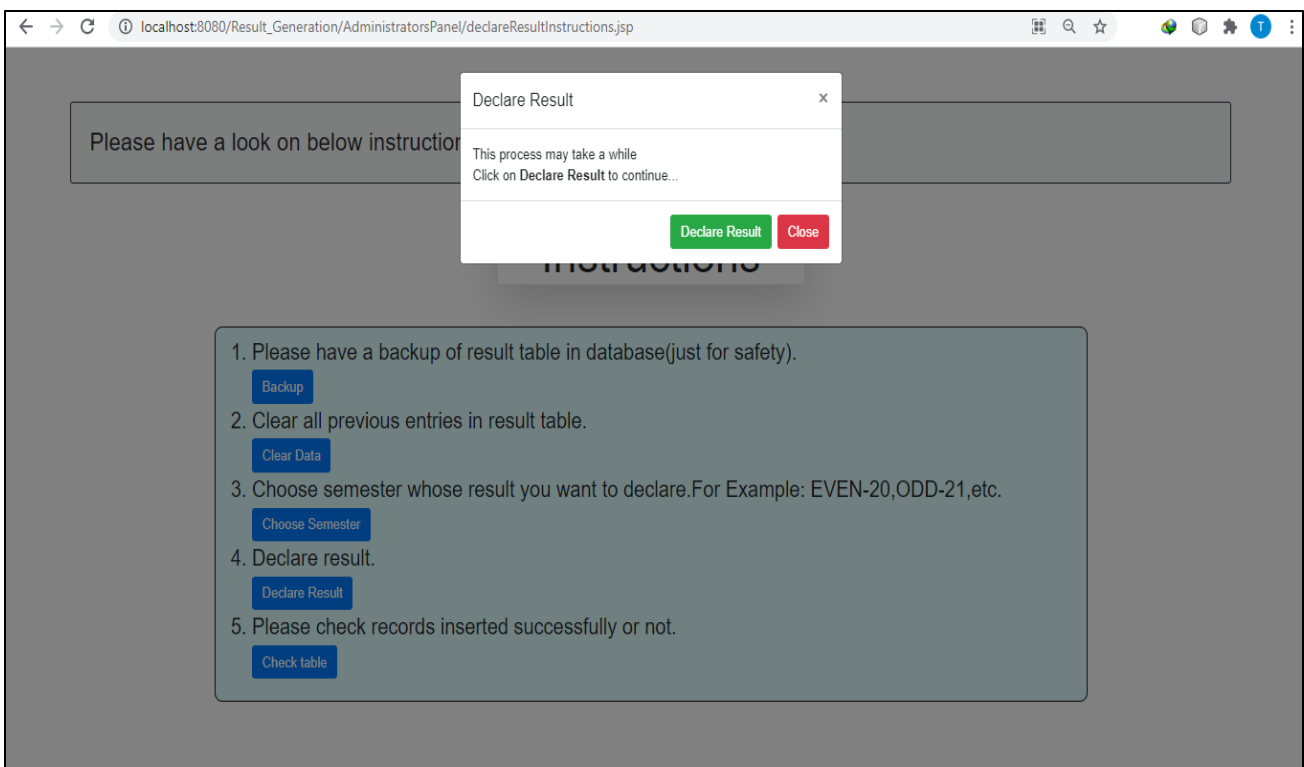 localhost:8080/Result_Generation/AdministratorsPanel/declareResultInstructions.jsp
T
Declare Result
x
Please have a look on below instruction
This process may take a while
Click on Declare Result to continue...
Declare Result
Close
Instructions
1. Please have a backup of result table in database(just for safety).
Backup
2. Clear all previous entries in result table.
Clear Data
3. Choose semester whose result you want to declare.For Example: EVEN-20,ODD-21,etc.
Choose Semester
4. Declare result.
Declare Result
5. Please check records inserted successfully or not.
Check table